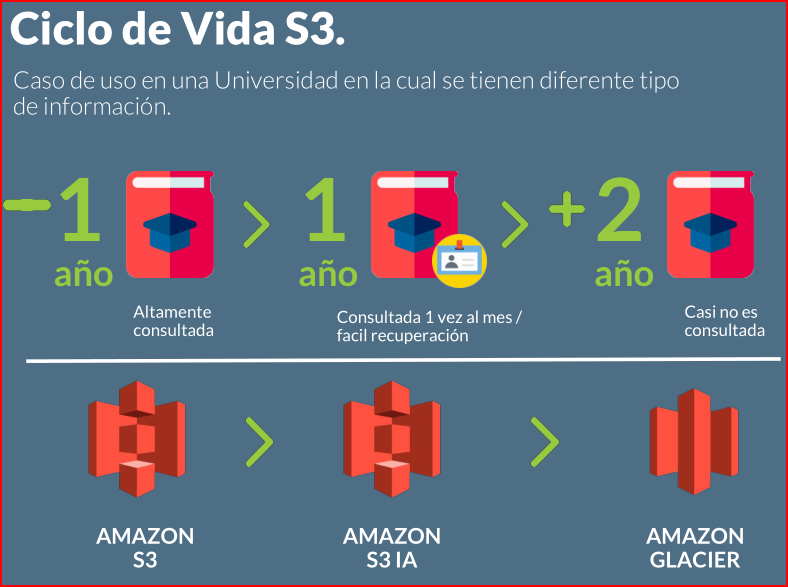 Ciclo de Vida S3.
Caso de uso en una Universidad en la cual se tienen diferente tipo
de información.
- 1
año
Altamente
consultada
1
año
Consultada 1 vez al mes /
facil recuperación
+ 2
año
Casi no es
consultada
AMAZON
S3
AMAZON
S3 IA
AMAZON
GLACIER